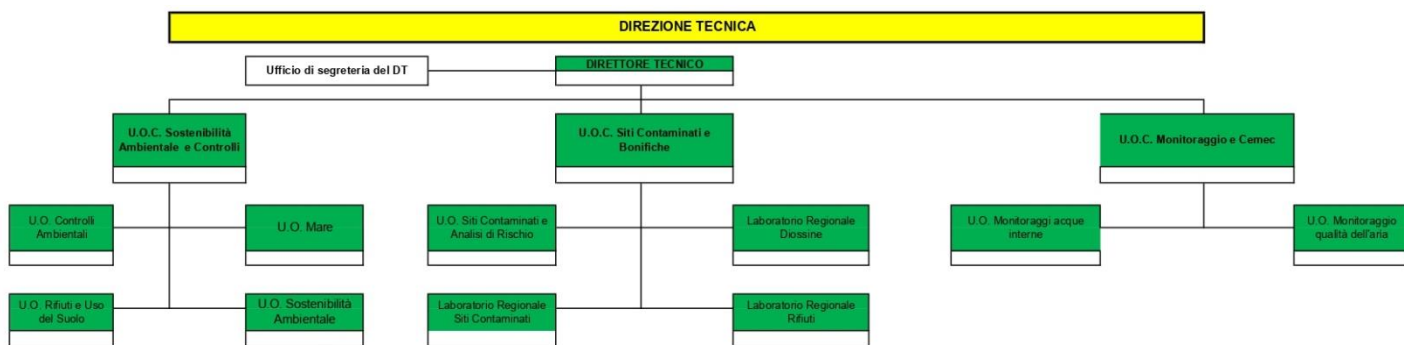 DIREZIONE TECNICA
Ufficio di segreteria del DT
DIRETTORE TECNICO
U.O.C. Sostenibilità
Ambientale e Controlli
U.O.C. Siti Contaminati e
Bonifiche
U.O.C. Monitoraggio e Cemec
U.O. Controlli
Ambientali
U.O. Mare
U.O. Siti Contaminati e
Analisi di Rischio
Laboratorio Regionale
Diossine
U.O. Monitoraggi acque
interne
U.O. Monitoraggio
qualità dell'aria
U.O. Rifiuti e Uso
del Suolo
U.O. Sostenibilità
Ambientale
Laboratorio Regionale
Siti Contaminati
Laboratorio Regionale
Rifiuti